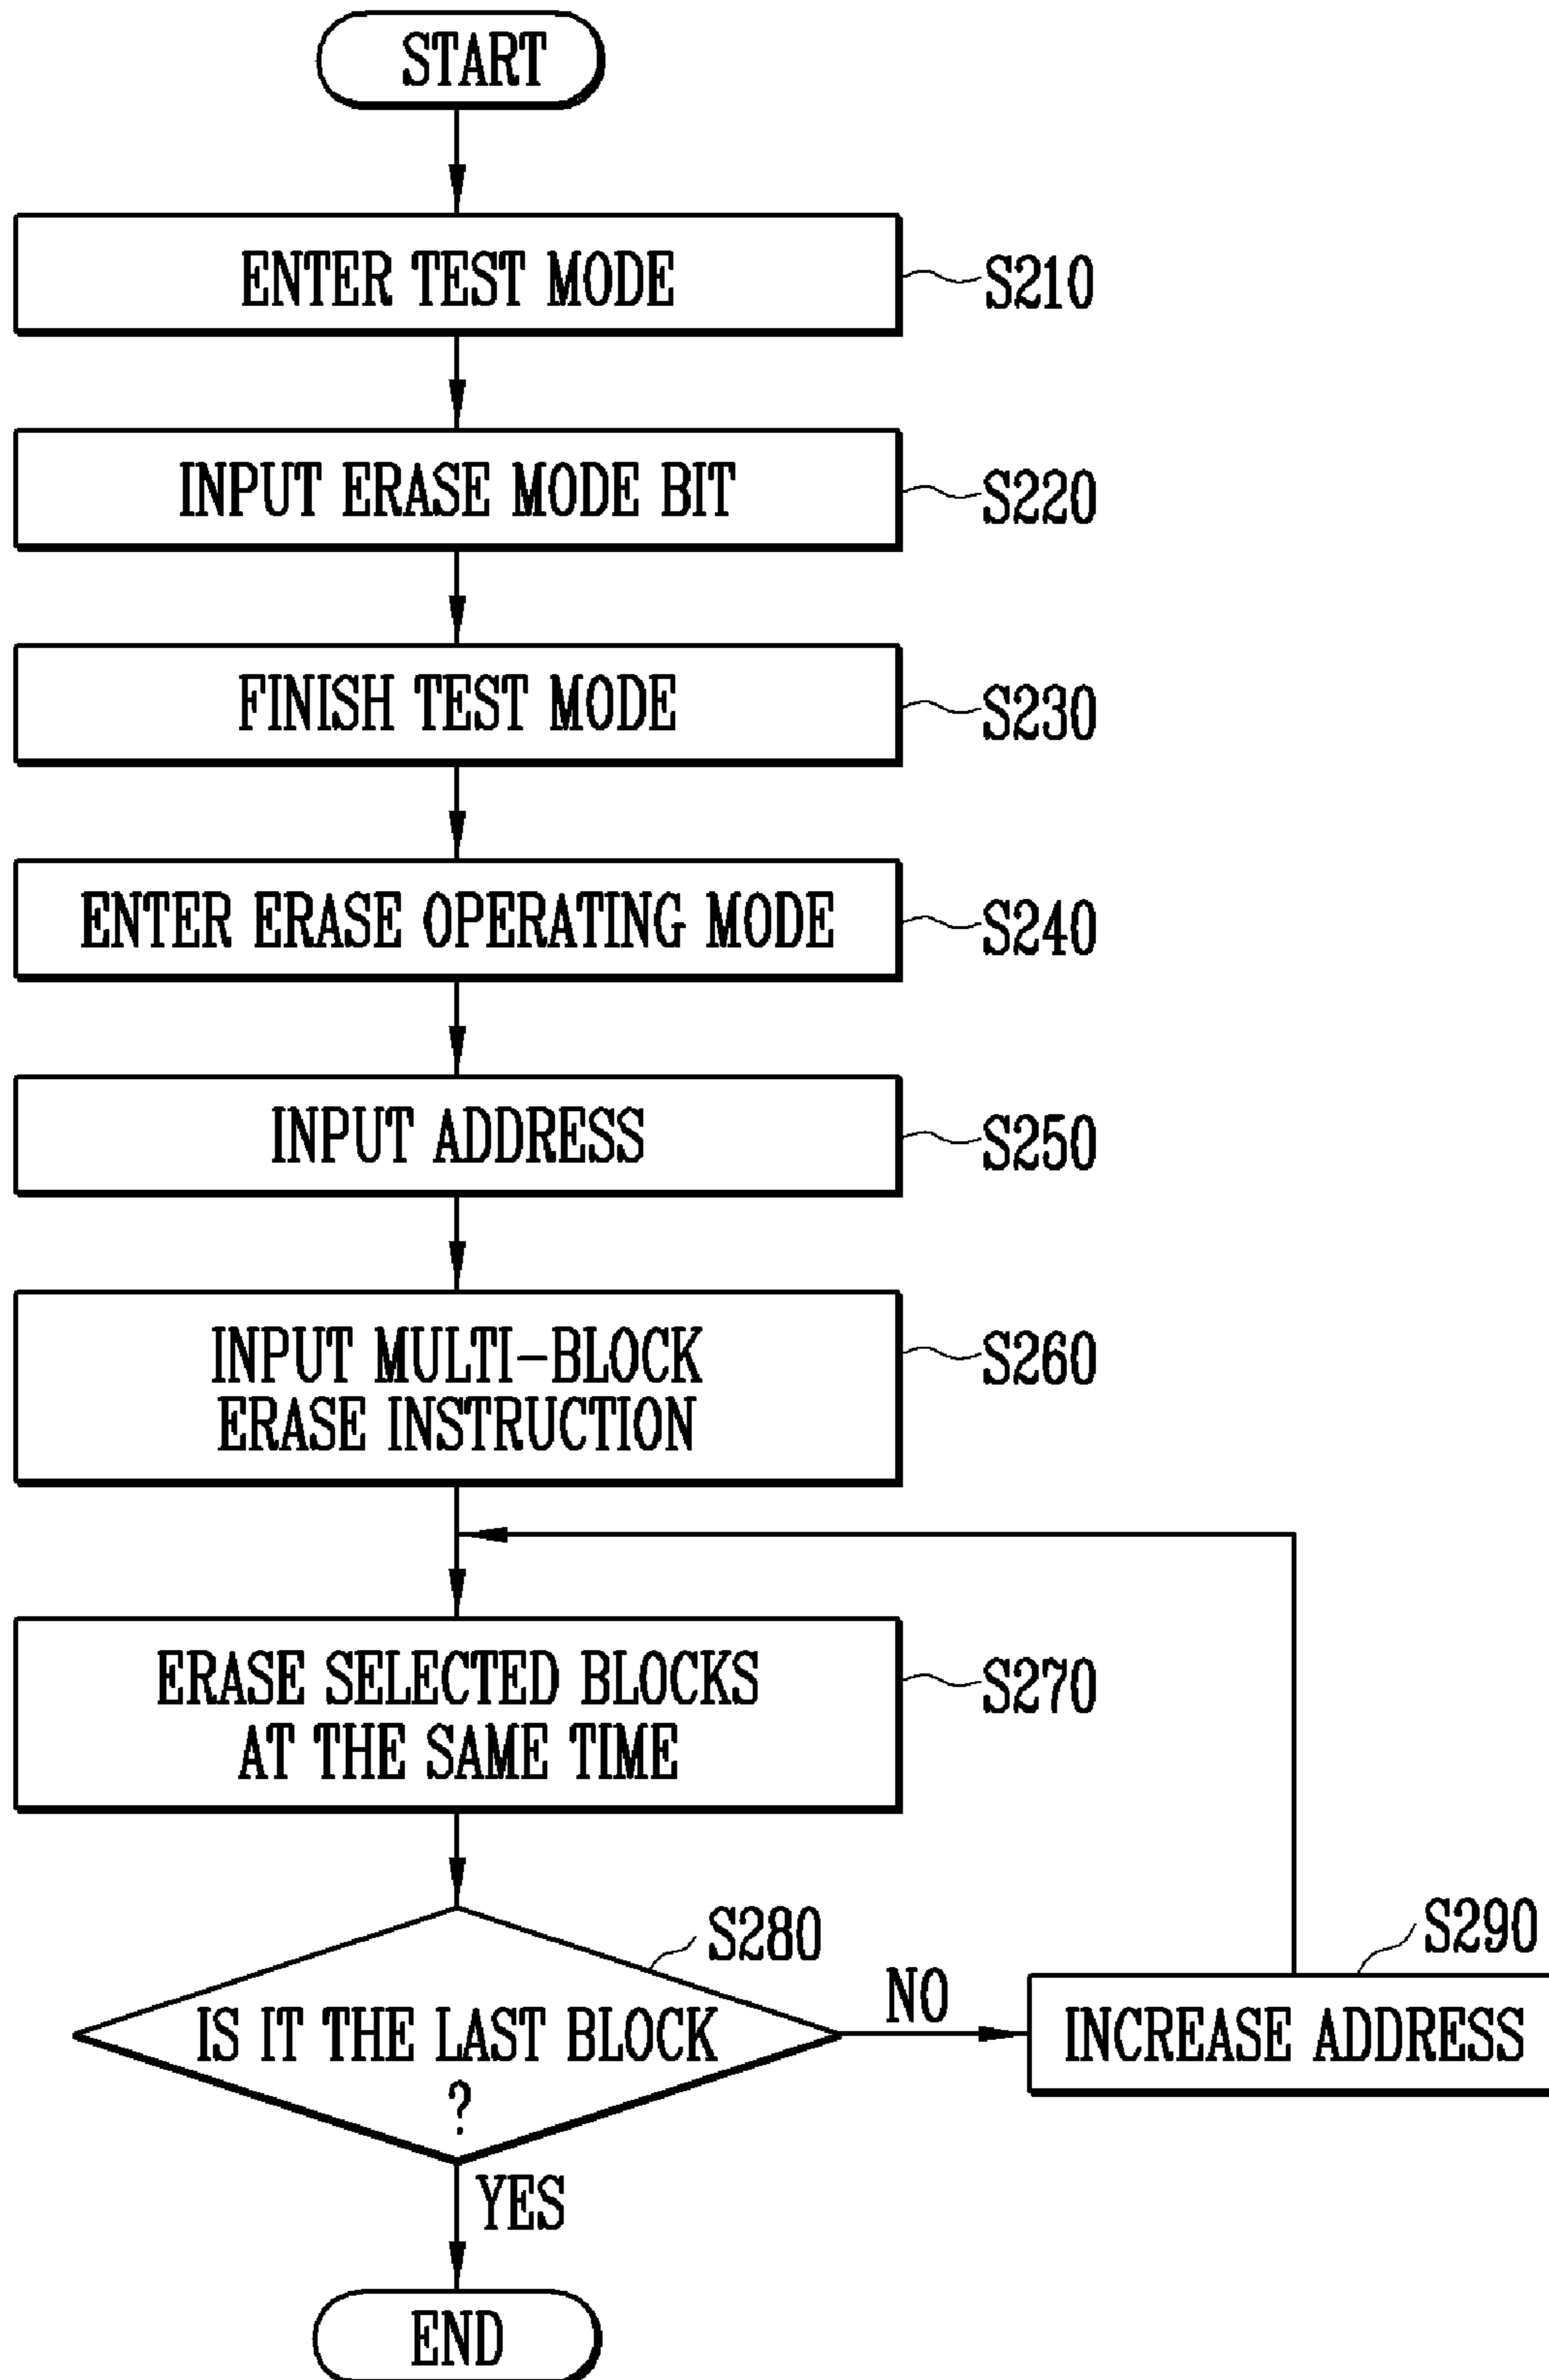 START
ENTER TEST MODE
S210
INPUT ERASE MODE BIT
S220
FINISH TEST MODE
S230
ENTER ERASE OPERATING MODE
S240
INPUT ADDRESS
S250
INPUT MULTI-BLOCK
ERASE INSTRUCTION
S260
ERASE SELECTED BLOCKS
AT THE SAME TIME
S270
S280
IS IT THE LAST BLOCK
?
NO
S290
INCREASE ADDRESS
YES
END